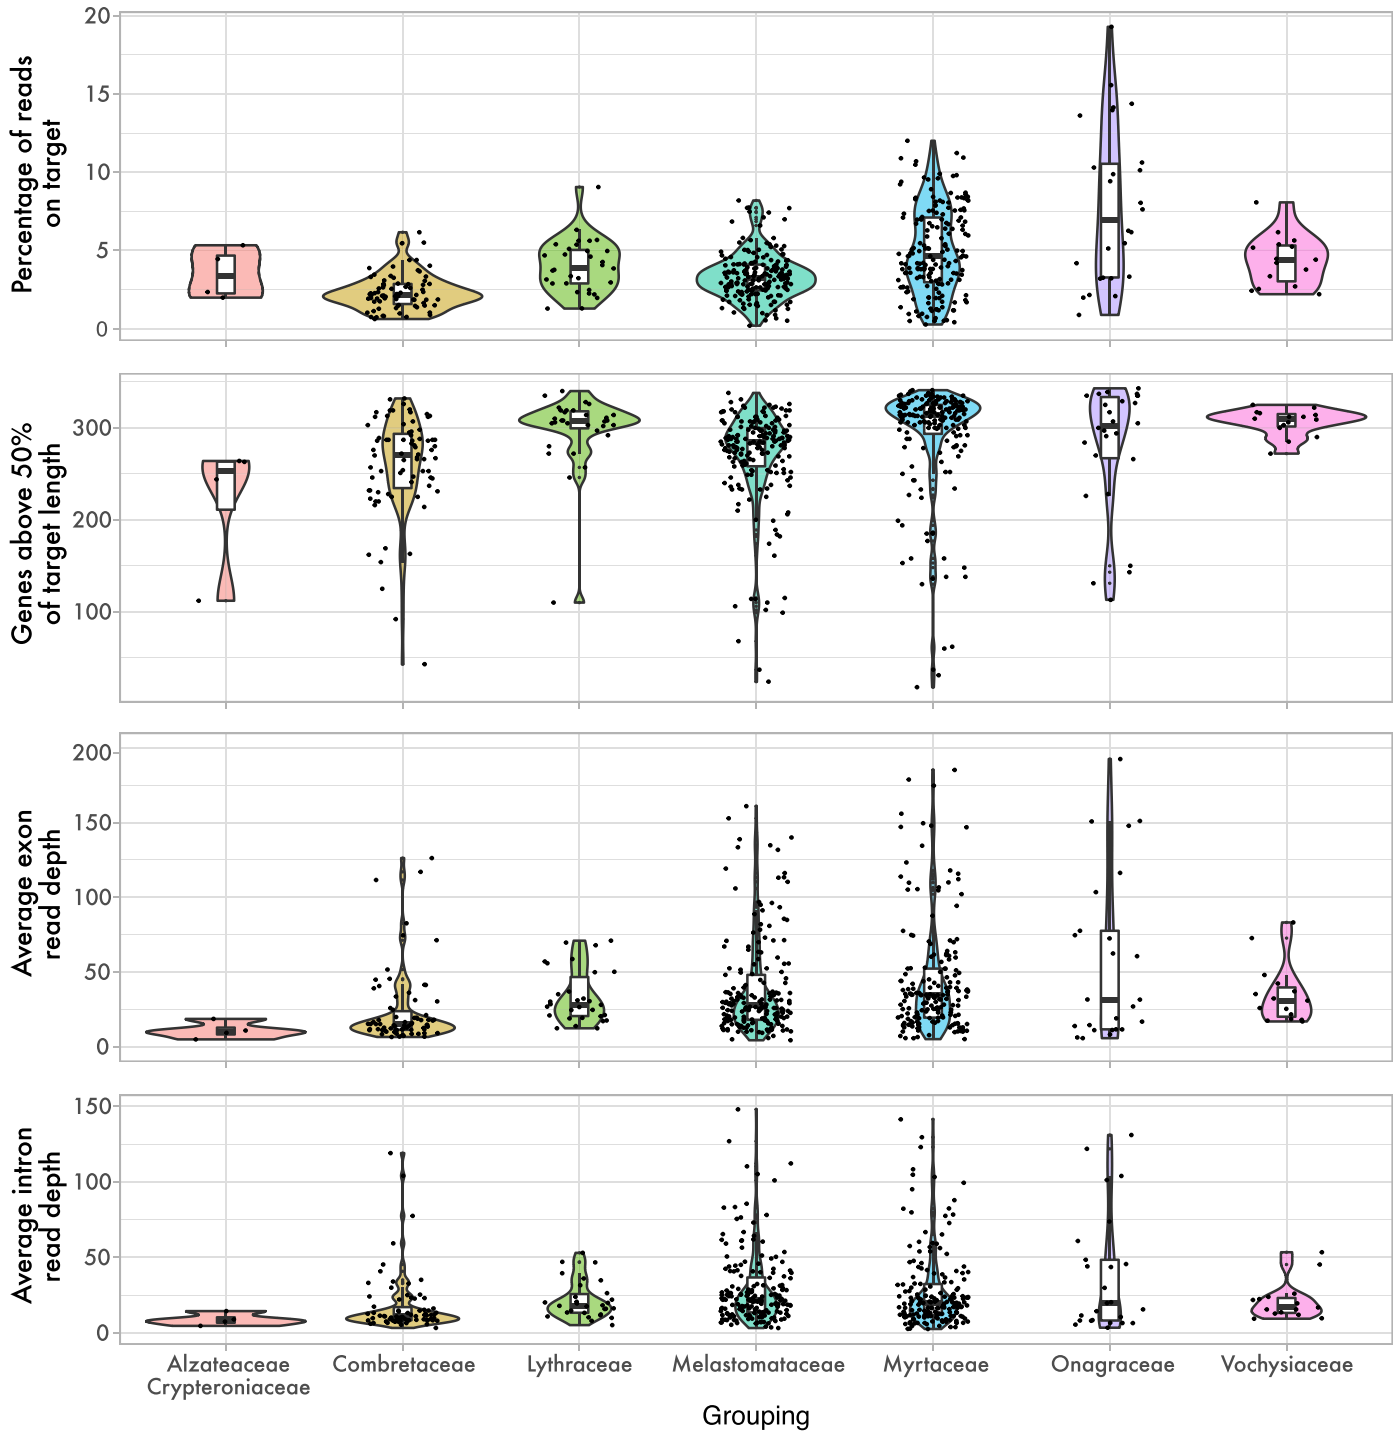 Percentage of reads
on target
20
15
10
5
0
Genes above 50%
of target length
300
200
100
Average exon
read depth
200
150
100
50
0
Average intron
read depth
150
100
50
0
Alzateaceae
Crypteroniaceae
Combretaceae
Lythraceae
Melastomataceae
Myrtaceae
Onagraceae
Vochysiaceae
Grouping